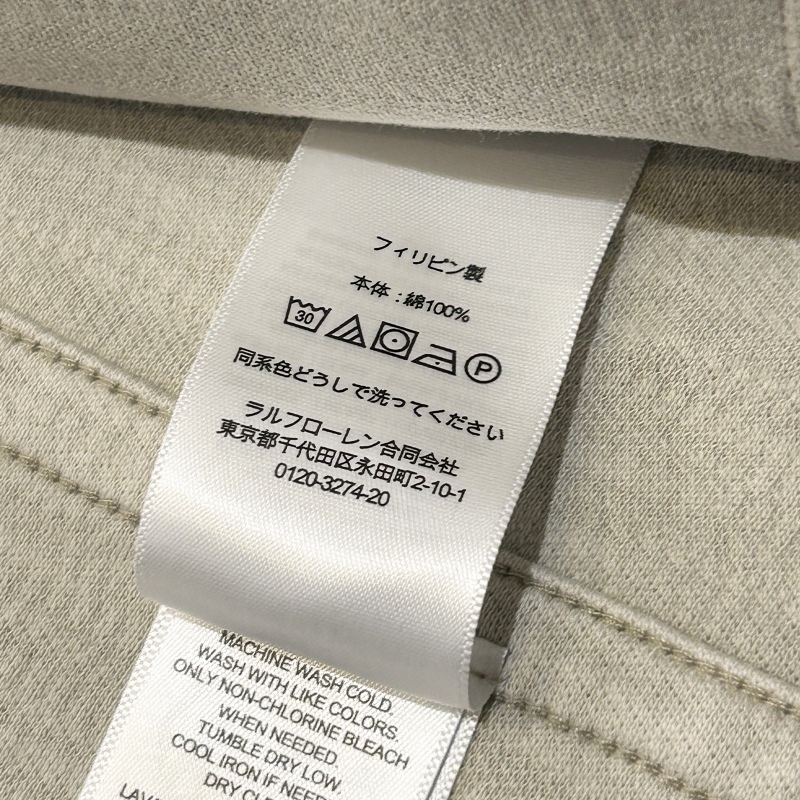 フィリピン製
本体：綿100%
30 P
同系色どうしで洗ってください
ラルフローレン合同会社
東京都千代田区永田町2-10-1
0120-3274-20
MACHINE WASH COLD.
WASH WITH LIKE COLORS.
ONLY NON-CHLORINE BLEACH
WHEN NEEDED.
TUMBLE DRY LOW.
COOL IRON IF
DRY